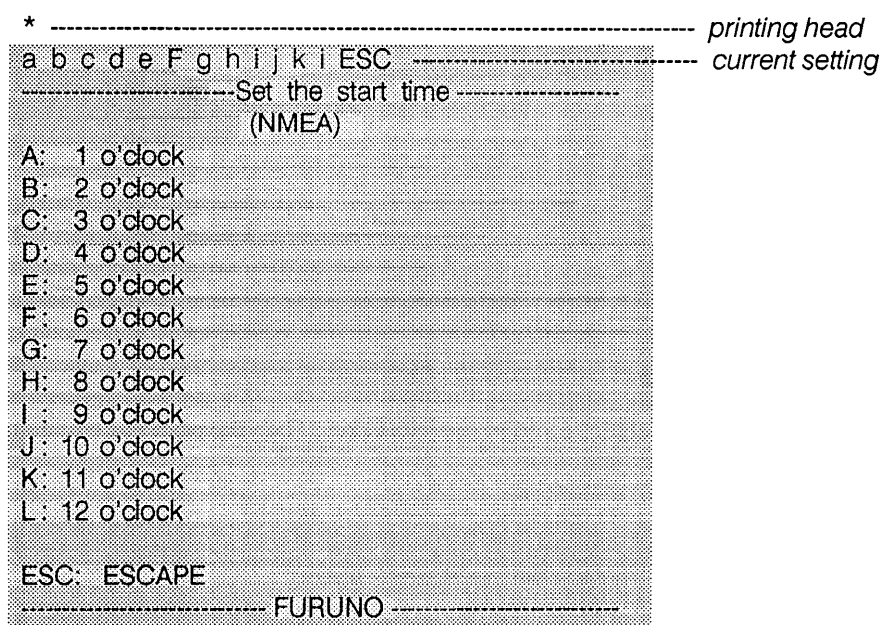 * printing head
a b c d e F g h i j k i ESC current setting
Set the start time
(NMEA)
A: 1 o'clock
B: 2 o'clock
C: 3 o'clock
D: 4 o'clock
E: 5 o'clock
F: 6 o'clock
G: 7 o'clock
H: 8 o'clock
I : 9 o'clock
J : 10 o'clock
K: 11 o'clock
L : 12 o'clock
ESC: ESCAPE
FURUNO